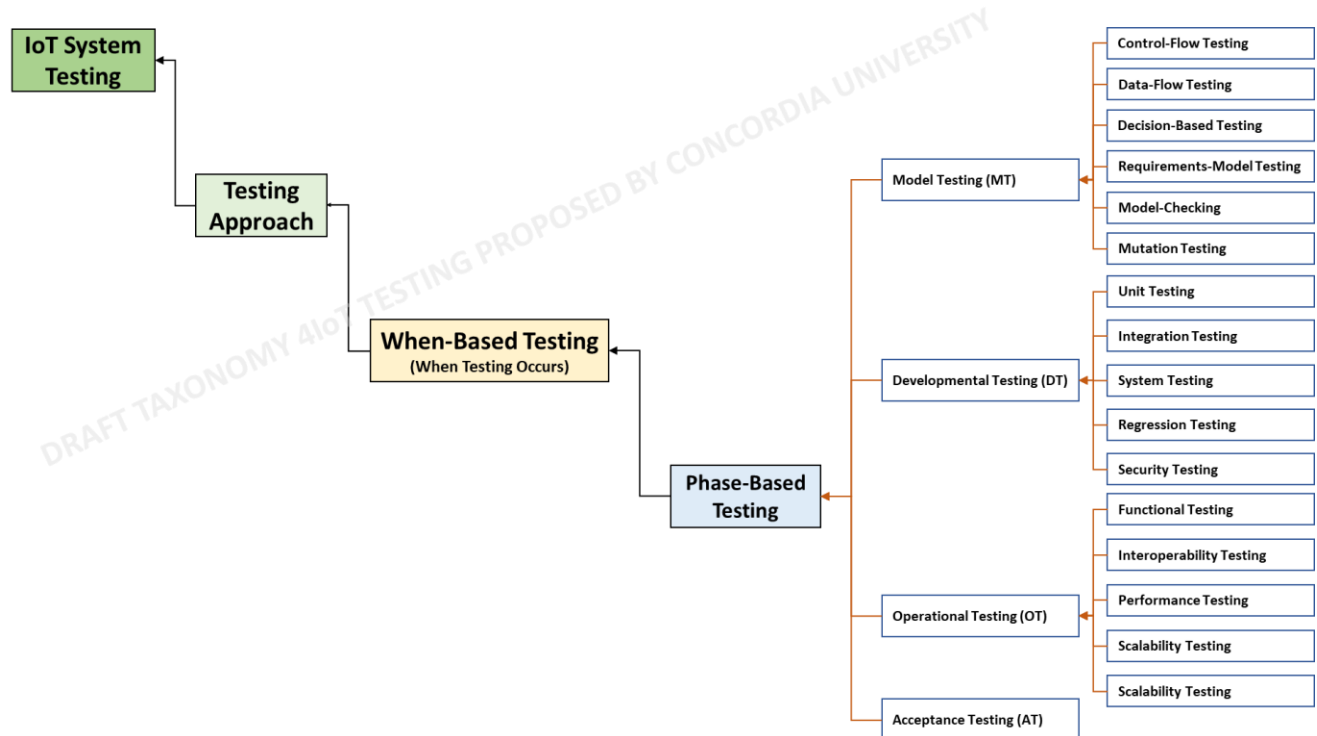 IoT System
Testing
Testing
Approach
When-Based Testing
(When Testing Occurs)
Phase-Based
Testing
Model Testing (MT)
Control-Flow Testing
Data-Flow Testing
Decision-Based Testing
Requirements-Model Testing
Model-Checking
Mutation Testing
Developmental Testing (DT)
Unit Testing
Integration Testing
System Testing
Regression Testing
Security Testing
Operational Testing (OT)
Functional Testing
Interoperability Testing
Performance Testing
Scalability Testing
Scalability Testing
Acceptance Testing (AT)
DRAFT TAXONOMY 4IoT TESTING PROPOSED BY CONCORDIA UNIVERSITY